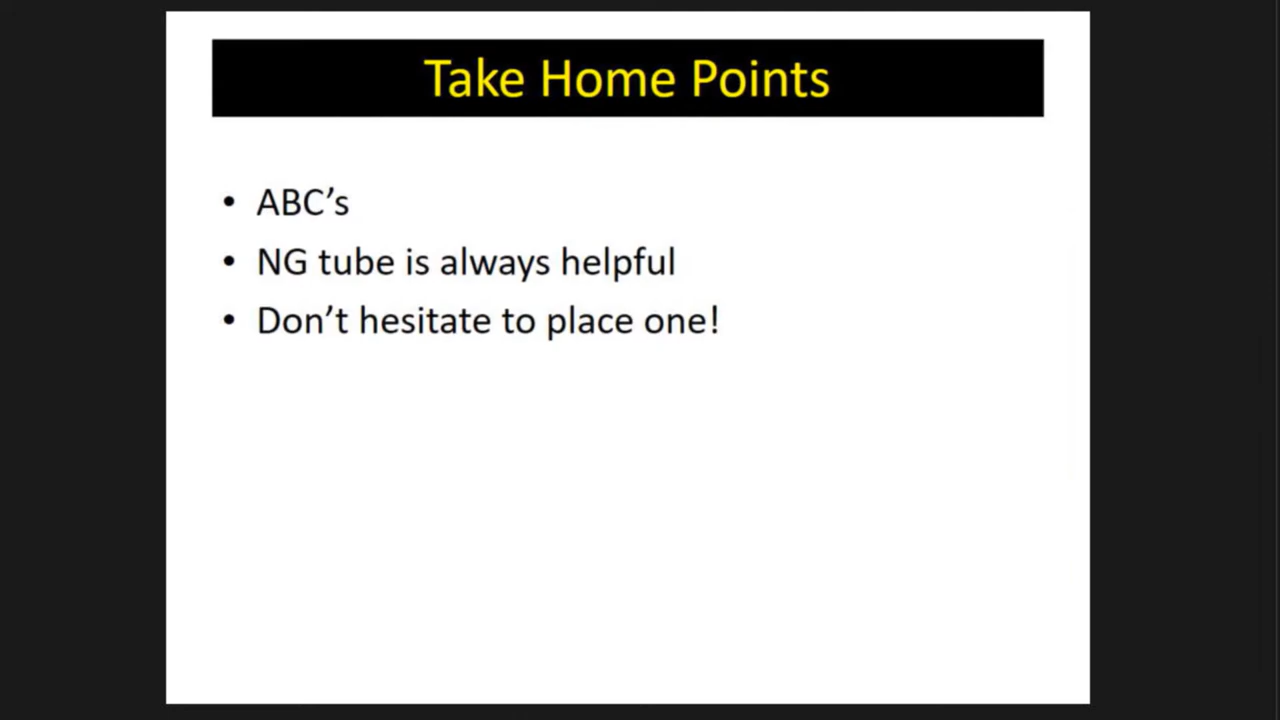 Take Home Points
• ABC’s
• NG tube is always helpful
• Don’t hesitate to place one!